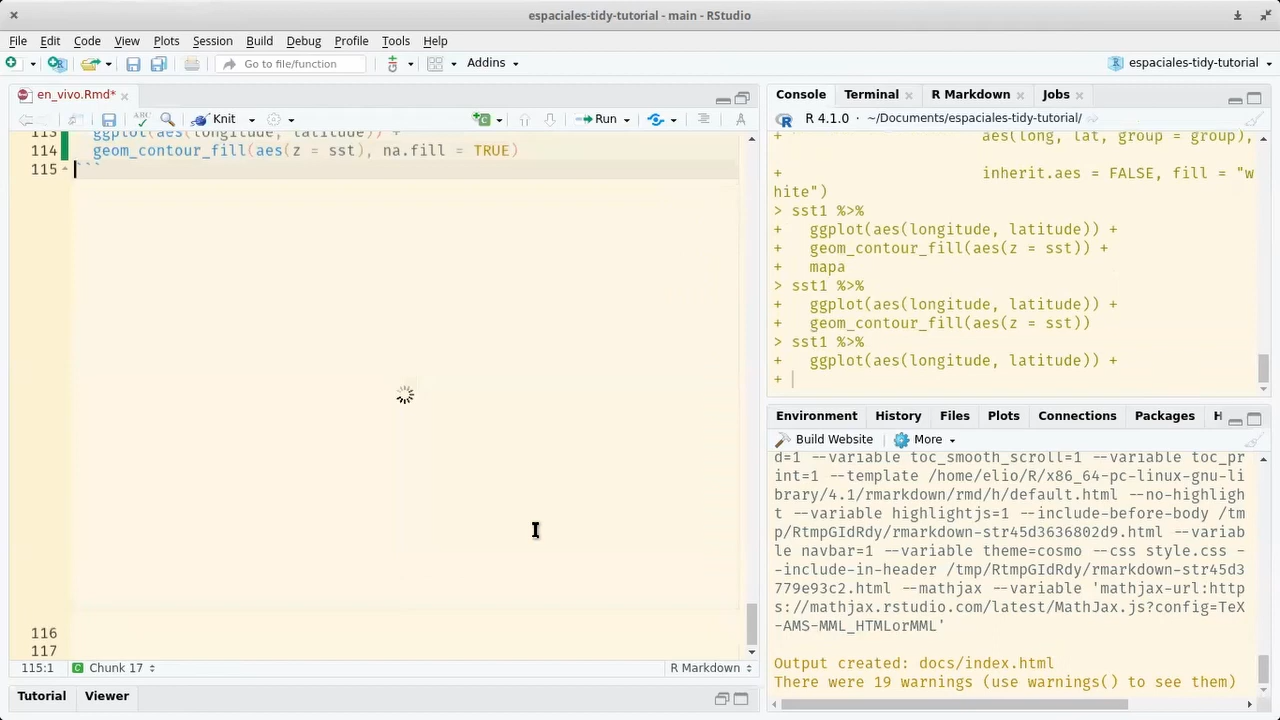 espaciales-tidy-tutorial - main - RStudio
File Edit Code View Plots Session Build Debug Profile Tools Help
Go to file/function Addins espaciales-tidy-tutorial
en_vivo.Rmd*
Knit Run
113 ggplot(aes(longitude, latitude)) +
114 geom_contour_fill(aes(z = sst), na.fill = TRUE)
115 ```
116
117
115:1 Chunk 17 R Markdown
Tutorial Viewer
Console Terminal R Markdown Jobs
R 4.1.0 · ~/Documents/espaciales-tidy-tutorial/
+ aes(long, lat, group = group),
+ inherit.aes = FALSE, fill = "w
hite")
> sst1 %>%
+ ggplot(aes(longitude, latitude)) +
+ geom_contour_fill(aes(z = sst)) +
+ mapa
> sst1 %>%
+ ggplot(aes(longitude, latitude)) +
+ geom_contour_fill(aes(z = sst))
> sst1 %>%
+ ggplot(aes(longitude, latitude)) +
+
Environment History Files Plots Connections Packages H
Build Website More
d=1 --variable toc_smooth_scroll=1 --variable toc_pr
int=1 --template /home/elio/R/x86_64-pc-linux-gnu-li
brary/4.1/rmarkdown/rmd/h/default.html --no-highligh
t --variable highlightjs=1 --include-before-body /tm
p/RtmpGIdRdy/rmarkdown-str45d3636802d9.html --variab
le navbar=1 --variable theme=cosmo --css style.css -
-include-in-header /tmp/RtmpGIdRdy/rmarkdown-str45d3
779e93c2.html --mathjax --variable 'mathjax-url:http
s://mathjax.rstudio.com/latest/MathJax.js?config=TeX
-AMS-MML_HTMLorMML'
Output created: docs/index.html
There were 19 warnings (use warnings() to see them)